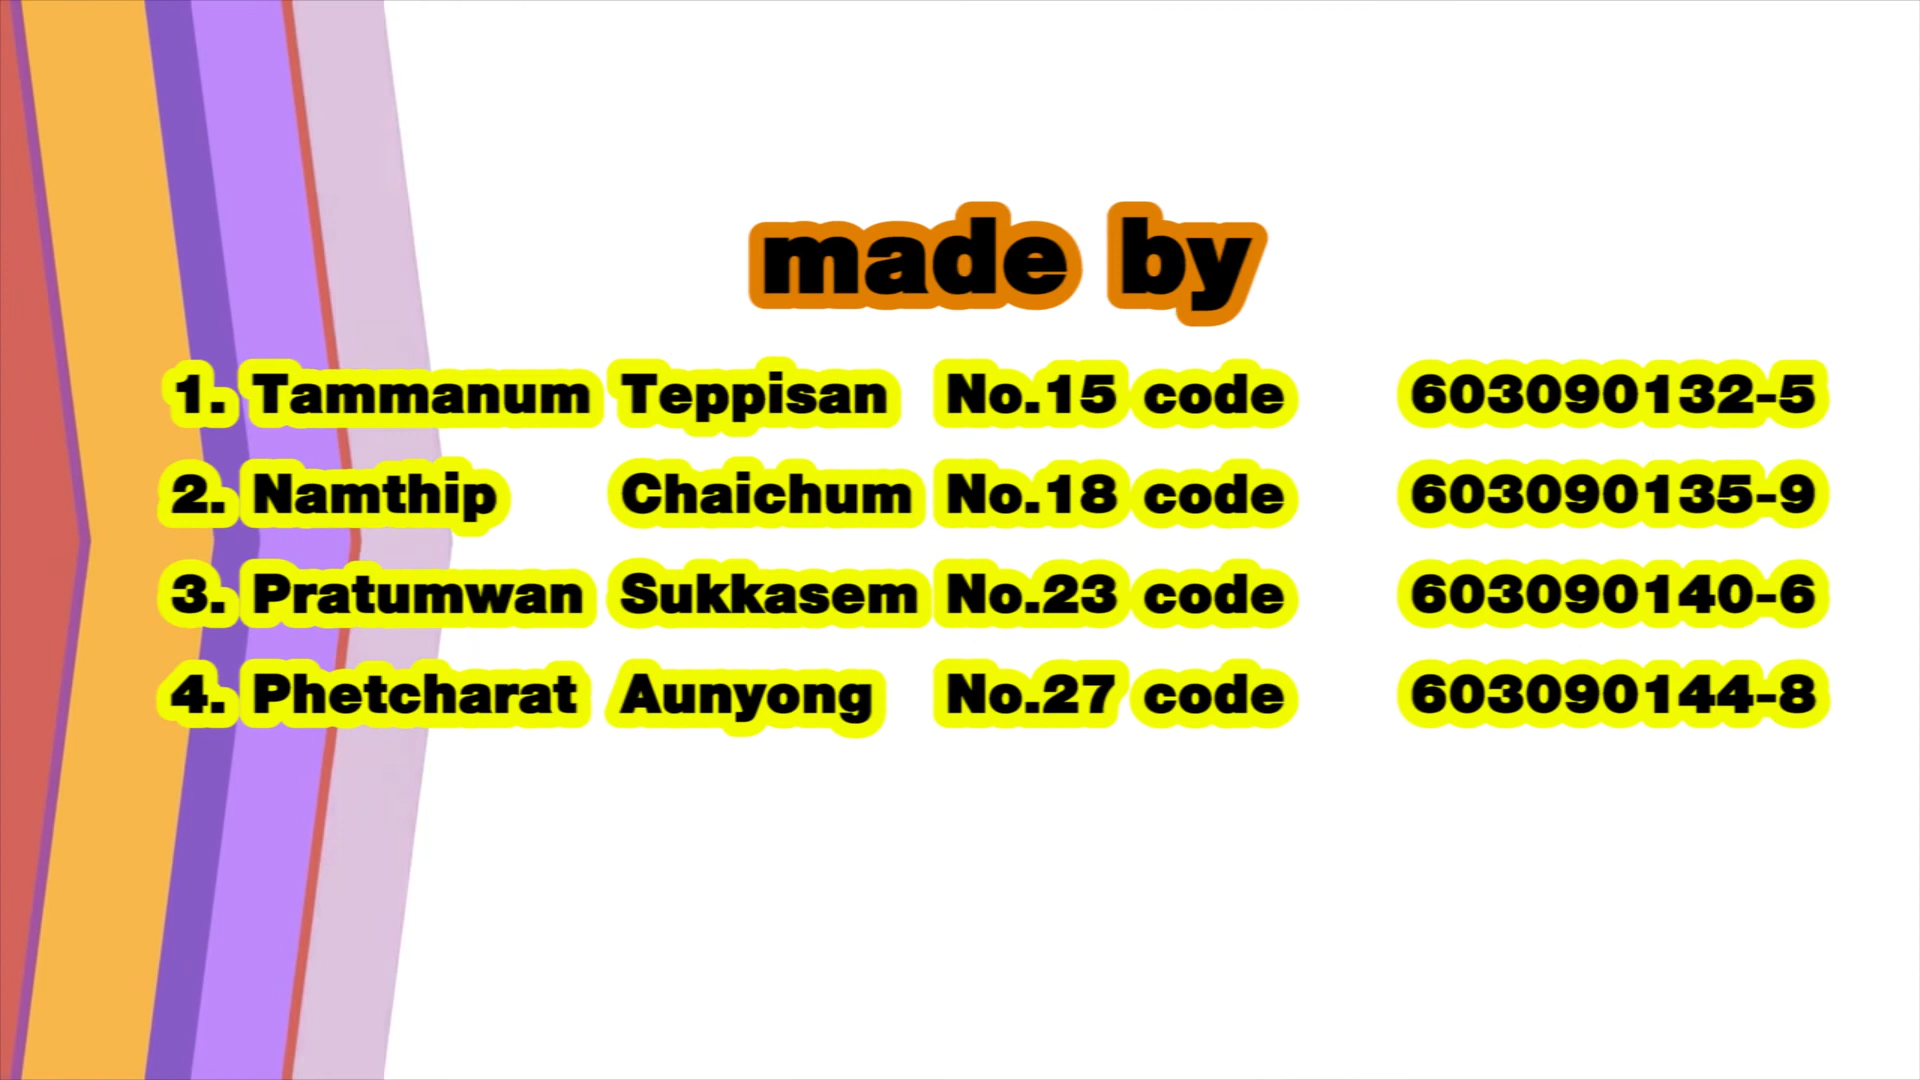 made by
1. Tammanum Teppisan No.15 code 603090132-5
2. Namthip Chaichum No.18 code 603090135-9
3. Pratumwan Sukkasem No.23 code 603090140-6
4. Phetcharat Aunyong No.27 code 603090144-8